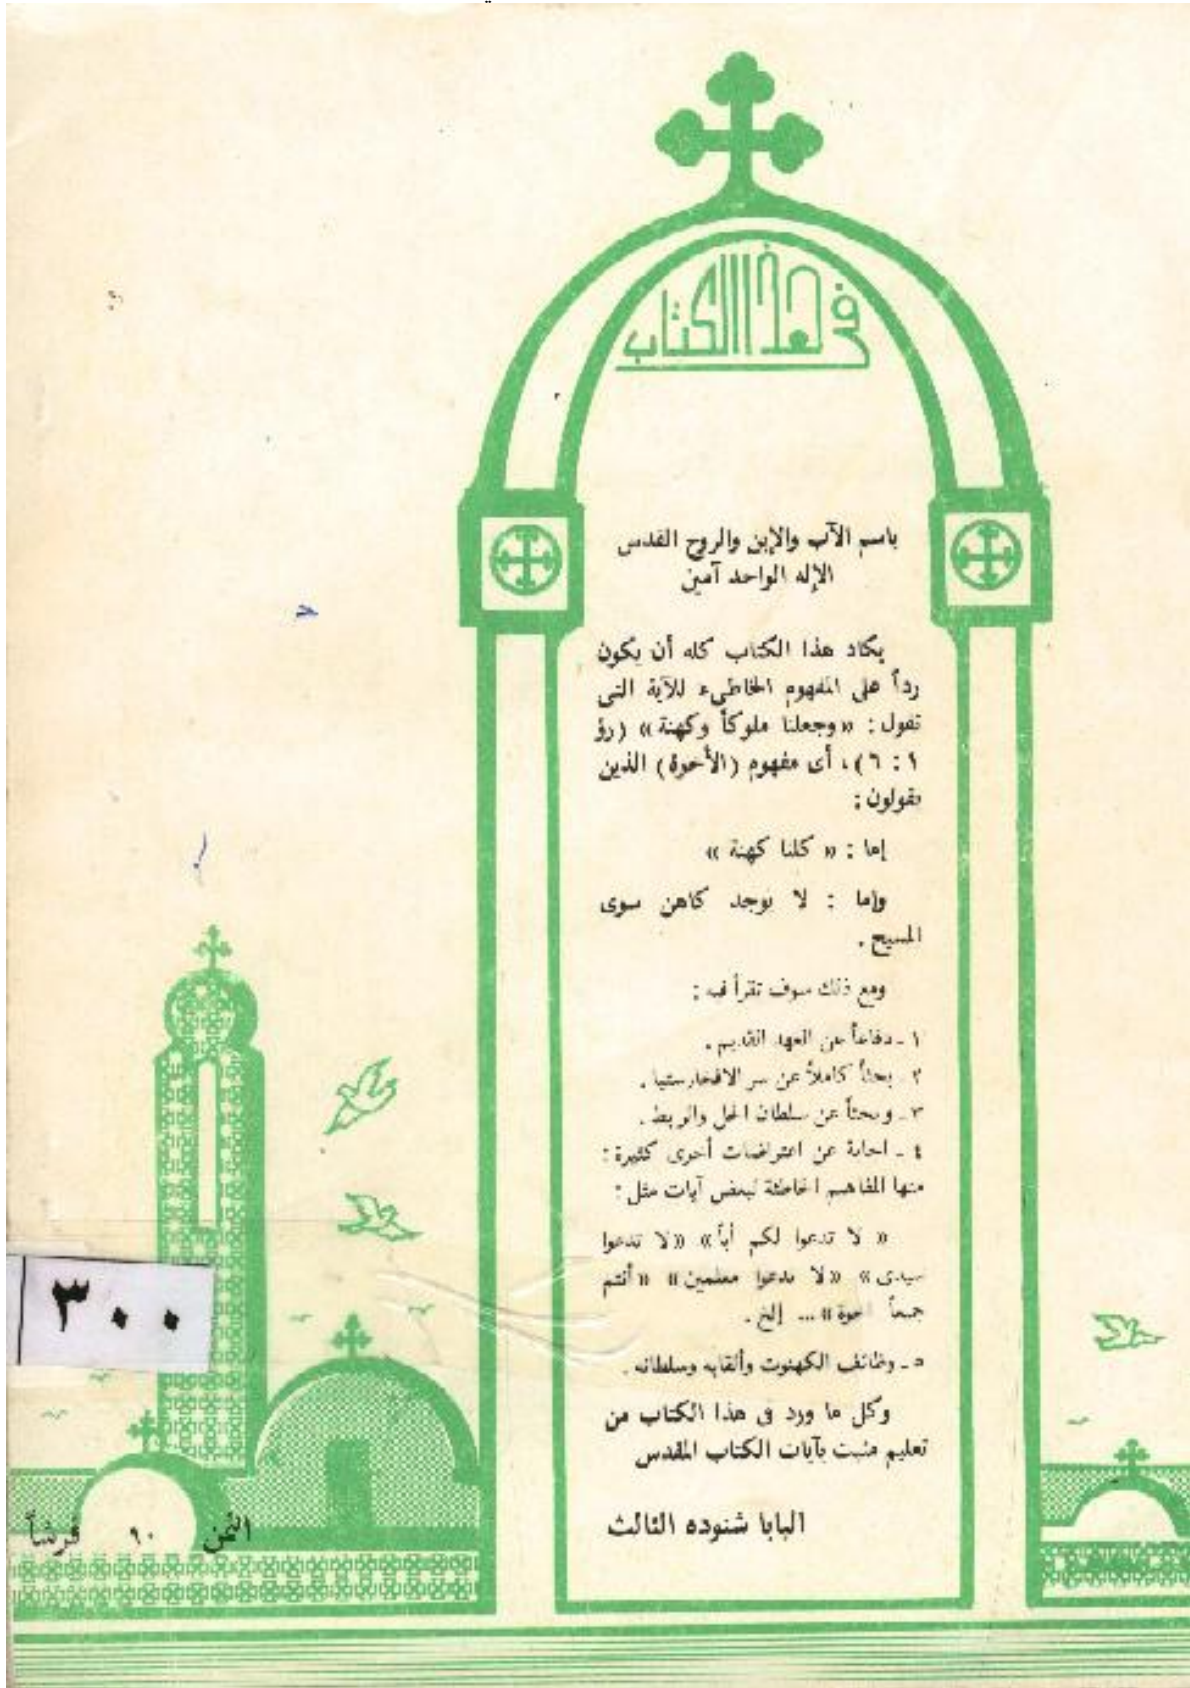 فى هذا الكتاب
باسم الآب والإبن والروح القدس
الإله الواحد آمين
يكاد هذا الكتاب كله أن يكون
رداً على المفهوم الخاطىء للآية التى
تقول : «وجعلنا ملوكاً وكهنة» (رؤ
١ : ٦)، أى مفهوم (الأخوة) الذين
يقولون :
إما : « كلنا كهنة »
وإما : لا يوجد كاهن سوى
المسيح .
ومع ذلك سوف تقرأ فيه :
١ ـ دفاعاً عن العهد القديم .
٢ ـ بحثاً كاملاً عن سر الافخارستيا .
٣ ـ وبحثاً عن سلطان الحل والربط .
٤ ـ اجابة عن اعتراضات أخرى كثيرة :
منها المفاهيم الخاطئة لبعض آيات مثل :
« لا تدعوا لكم أباً» «لا تدعوا
سيدى» «لا تدعوا معلمين» «أنتم
جميعاً اخوة» ... إلخ .
٥ ـ وظائف الكهنوت وألقابه وسلطانه .
وكل ما ورد فى هذا الكتاب من
تعليم مثبت بآيات الكتاب المقدس
البابا شنوده الثالث
٣٠٠
الثمن ٩٠ قرشاً